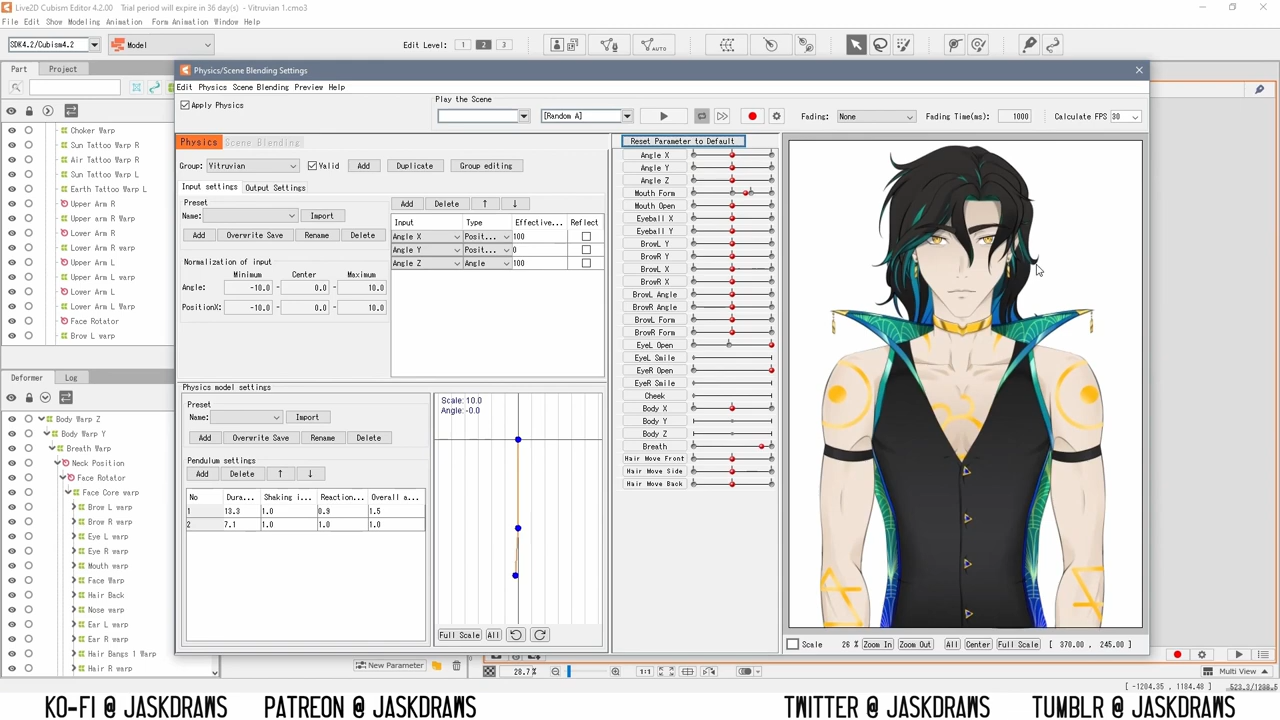 Live2D Cubism Editor 4.2.00 Trial period will expire in 36 day(s) - Vitruvian 1.cmo3
File Edit Show Modeling Animation Form Animation Window Help
SDK4.2/Cubism4.2 Model Edit Level: 1 2 3 AUTO
Part Project
Choker Warp
Sun Tattoo Warp R
Air Tattoo Warp R
Sun Tattoo Warp L
Earth Tattoo Warp L
Upper Arm R
Upper arm R Warp
Lower Arm R
Lower Arm R warp
Upper Arm L
Upper Arm L warp
Lower Arm L
Lower Arm L Warp
Face Rotator
Brow L warp
Deformer Log
Body Warp Z
Body Warp Y
Breath Warp
Neck Position
Face Rotator
Face Core warp
Brow L warp
Brow R warp
Eye L warp
Eye R warp
Mouth warp
Face Warp
Hair Back
Nose warp
Ear L warp
Ear R warp
Hair Bangs 1 Warp
Hair R warp
Physics/Scene Blending Settings
Edit Physics Scene Blending Preview Help
Apply Physics
Play the Scene
[Random A]
Fading: None Fading Time(ms): 1000 Calculate FPS 30
Physics Scene Blending
Group: Vitruvian Valid Add Duplicate Group editing
Input settings Output Settings
Preset
Name: Import
Add Overwrite Save Rename Delete
Normalization of input
Minimum Center Maximum
Angle: -10.0 - 0.0 - 10.0
PositionX: -10.0 - 0.0 - 10.0
Add Delete ↑ ↓
Input Type Effective... Reflect
Angle X Posit... 100
Angle Y Posit... 0
Angle Z Angle 100
Physics model settings
Preset
Name: Import
Add Overwrite Save Rename Delete
Pendulum settings
Add Delete ↑ ↓
No Dura... Shaking i... Reaction... Overall a...
1 13.3 1.0 0.9 1.5
2 7.1 1.0 1.0 1.0
Scale: 10.0
Angle: -0.0
Full Scale All
Reset Parameter to Default
Angle X
Angle Y
Angle Z
Mouth Form
Mouth Open
Eyeball X
Eyeball Y
BrowL Y
BrowR Y
BrowL X
BrowR X
BrowL Angle
BrowR Angle
BrowL Form
BrowR Form
EyeL Open
EyeL Smile
EyeR Open
EyeR Smile
Cheek
Body X
Body Y
Body Z
Breath
Hair Move Front
Hair Move Side
Hair Move Back
Scale 26 % Zoom In Zoom Out All Center Full Scale [ 370.00 , 245.00 ]
New Parameter
28.7% 1:1
Multi View
[ -1204.35 , 1184.48 ]
KO-FI @ JASKDRAWS PATREON @ JASKDRAWS TWITTER @ JASKDRAWS TUMBLR @ JASKDRAWS